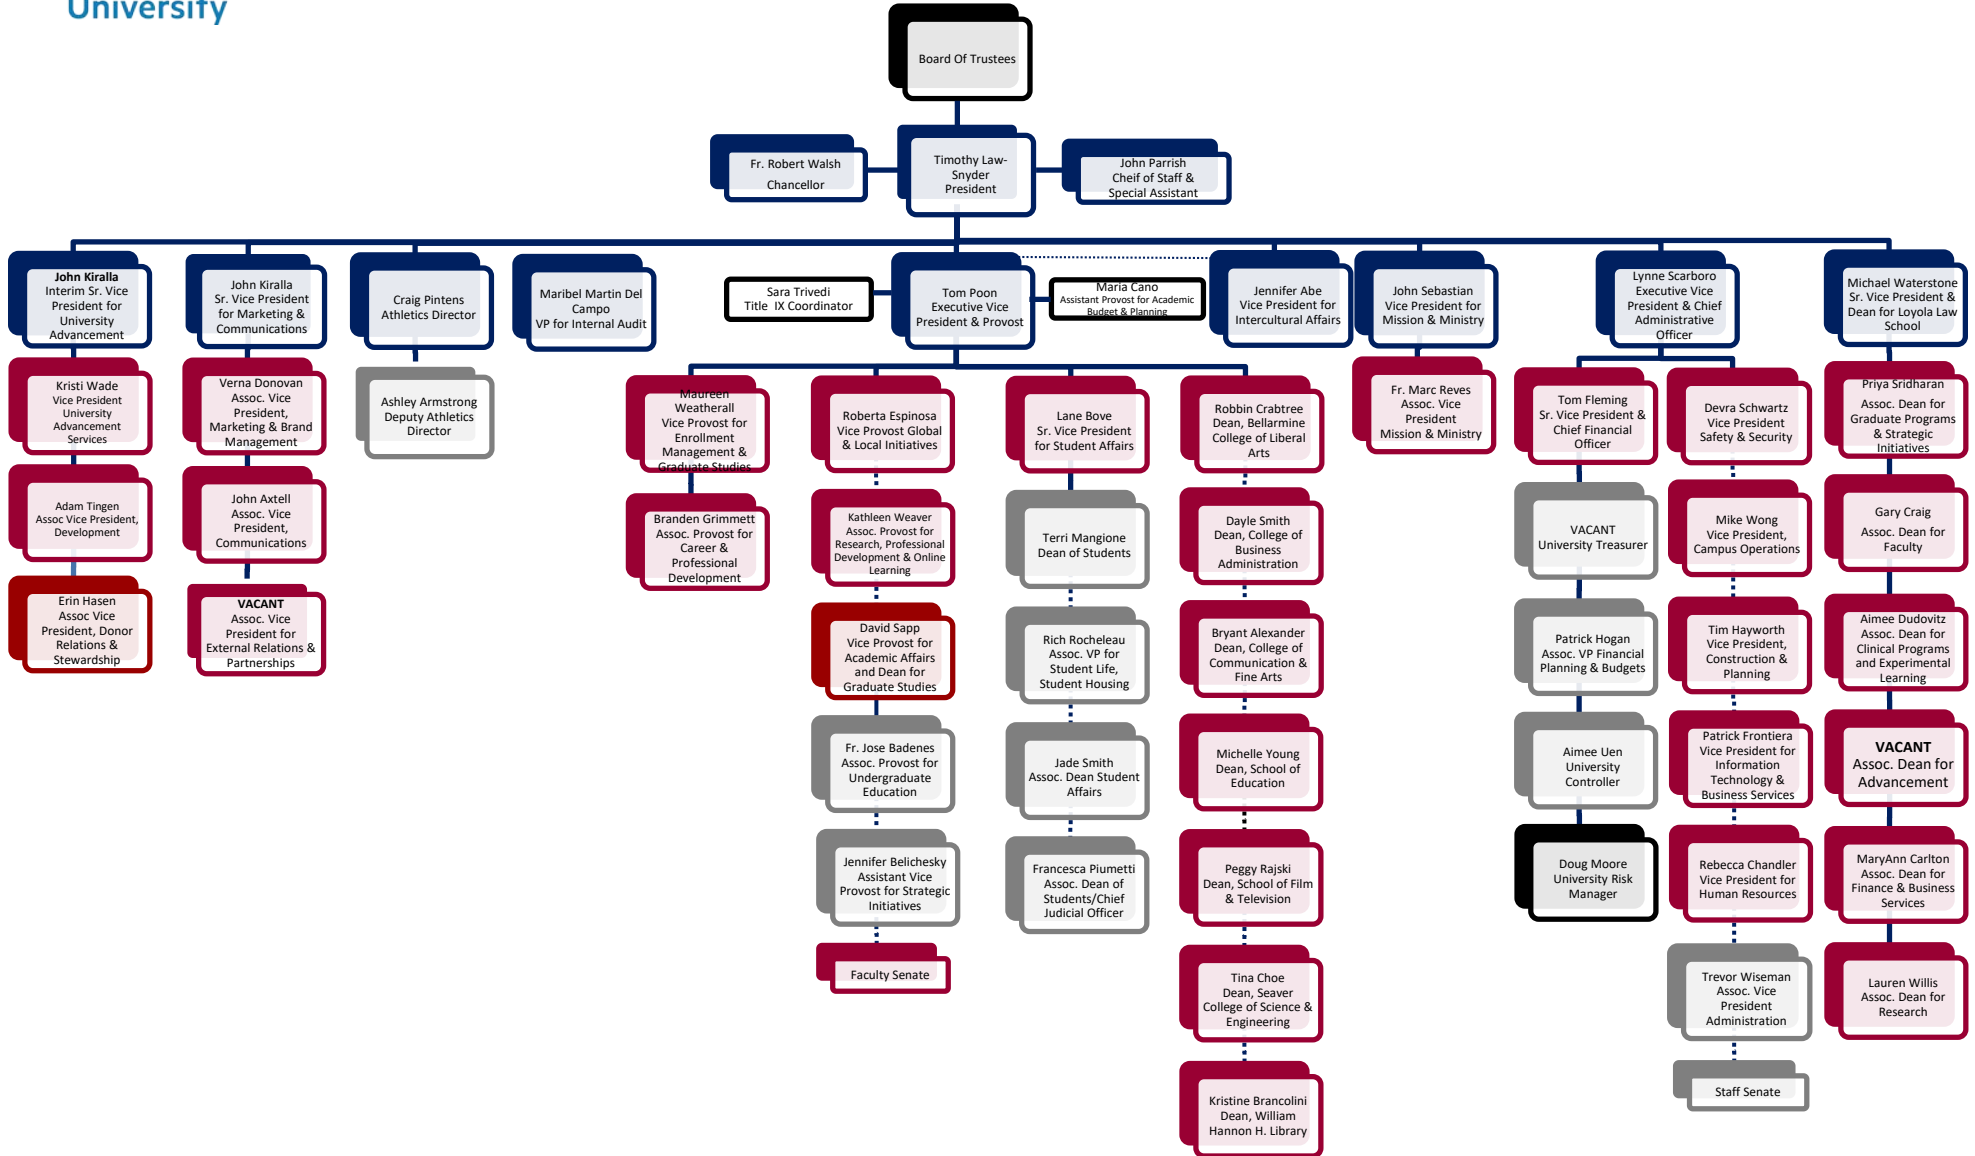 University
Board Of Trustees
Fr. Robert Walsh
Chancellor
Timothy Law-
Snyder
President
John Parrish
Cheif of Staff &
Special Assistant
John Kiralla
Interim Sr. Vice
President for
University
Advancement
John Kiralla
Sr. Vice President
for Marketing &
Communications
Craig Pintens
Athletics Director
Maribel Martin Del
Campo
VP for Internal Audit
Sara Trivedi
Title IX Coordinator
Tom Poon
Executive Vice
President & Provost
Maria Cano
Assistant Provost for Academic
Budget & Planning
Jennifer Abe
Vice President for
Intercultural Affairs
John Sebastian
Vice President for
Mission & Ministry
Lynne Scarboro
Executive Vice
President & Chief
Administrative
Officer
Michael Waterstone
Sr. Vice President &
Dean for Loyola Law
School
Kristi Wade
Vice President
University
Advancement
Services
Adam Tingen
Assoc Vice President,
Development
Erin Hasen
Assoc Vice
President, Donor
Relations &
Stewardship
Verna Donovan
Assoc. Vice
President,
Marketing & Brand
Management
John Axtell
Assoc. Vice
President,
Communications
VACANT
Assoc. Vice
President for
External Relations &
Partnerships
Ashley Armstrong
Deputy Athletics
Director
Maureen
Weatherall
Vice Provost for
Enrollment
Management &
Graduate Studies
Branden Grimmett
Assoc. Provost for
Career &
Professional
Development
Roberta Espinosa
Vice Provost Global
& Local Initiatives
Kathleen Weaver
Assoc. Provost for
Research, Professional
Development & Online
Learning
David Sapp
Vice Provost for
Academic Affairs
and Dean for
Graduate Studies
Fr. Jose Badenes
Assoc. Provost for
Undergraduate
Education
Jennifer Belichesky
Assistant Vice
Provost for Strategic
Initiatives
Faculty Senate
Lane Bove
Sr. Vice President
for Student Affairs
Terri Mangione
Dean of Students
Rich Rocheleau
Assoc. VP for
Student Life,
Student Housing
Jade Smith
Assoc. Dean Student
Affairs
Francesca Piumetti
Assoc. Dean of
Students/Chief
Judicial Officer
Robbin Crabtree
Dean, Bellarmine
College of Liberal
Arts
Dayle Smith
Dean, College of
Business
Administration
Bryant Alexander
Dean, College of
Communication &
Fine Arts
Michelle Young
Dean, School of
Education
Peggy Rajski
Dean, School of Film
& Television
Tina Choe
Dean, Seaver
College of Science &
Engineering
Kristine Brancolini
Dean, William
Hannon H. Library
Fr. Marc Reves
Assoc. Vice
President
Mission & Ministry
Tom Fleming
Sr. Vice President &
Chief Financial
Officer
VACANT
University Treasurer
Patrick Hogan
Assoc. VP Financial
Planning & Budgets
Aimee Uen
University
Controller
Doug Moore
University Risk
Manager
Devra Schwartz
Vice President
Safety & Security
Mike Wong
Vice President,
Campus Operations
Tim Hayworth
Vice President,
Construction &
Planning
Patrick Frontiera
Vice President for
Information
Technology &
Business Services
Rebecca Chandler
Vice President for
Human Resources
Trevor Wiseman
Assoc. Vice
President
Administration
Staff Senate
Priya Sridharan
Assoc. Dean for
Graduate Programs
& Strategic
Initiatives
Gary Craig
Assoc. Dean for
Faculty
Aimee Dudovitz
Assoc. Dean for
Clinical Programs
and Experimental
Learning
VACANT
Assoc. Dean for
Advancement
MaryAnn Carlton
Assoc. Dean for
Finance & Business
Services
Lauren Willis
Assoc. Dean for
Research